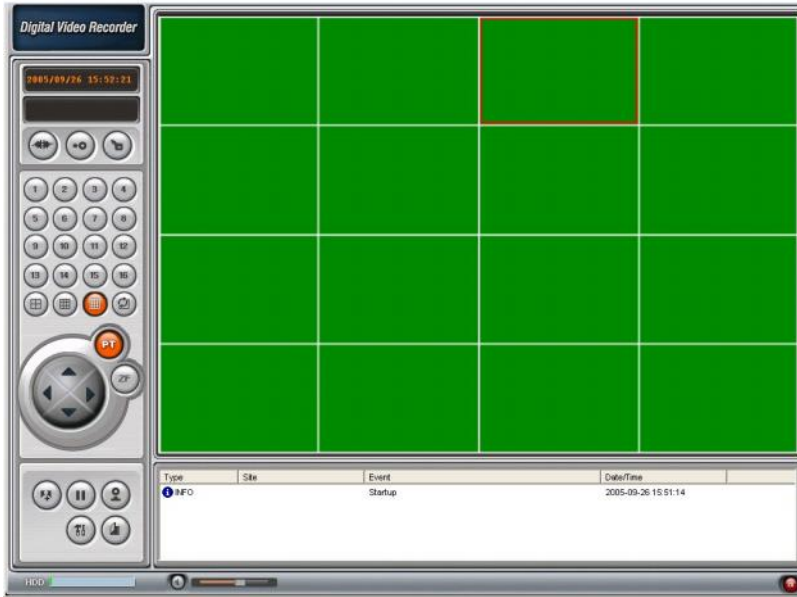 Digital Video Recorder
2005/09/26 15:52:21
1 2 3 4
5 6 7 8
9 10 11 12
13 14 15 16
PT
ZF
Type Site Event Date/Time
INFO Startup 2005-09-26 15:51:14
HDD